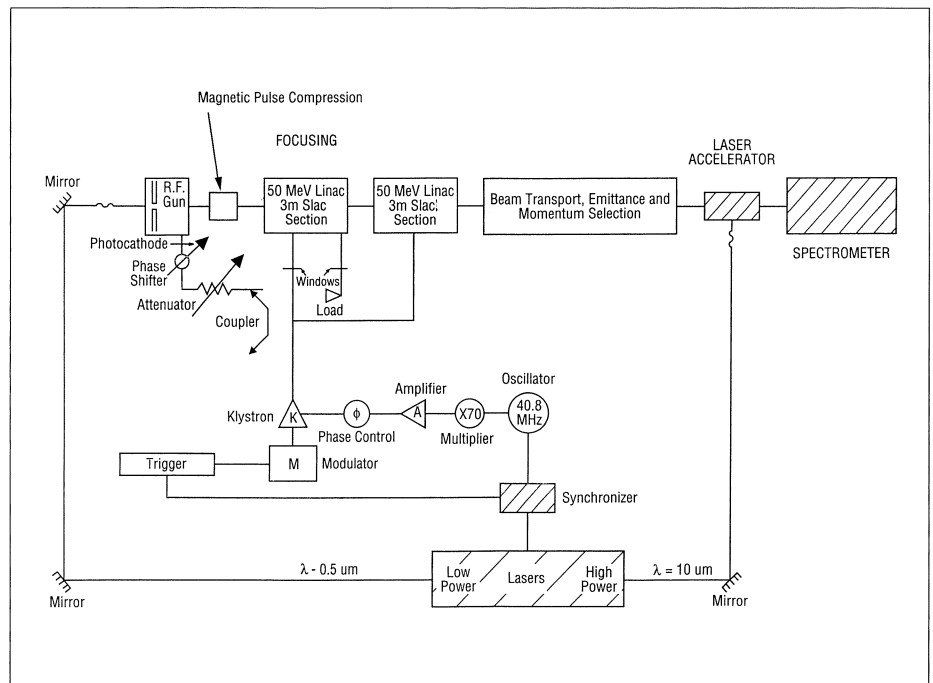 Magnetic Pulse Compression
FOCUSING
LASER
ACCELERATOR
Mirror
R.F.
Gun
50 MeV Linac
3m Slac
Section
50 MeV Linac
3m Slac
Section
Beam Transport, Emittance and
Momentum Selection
SPECTROMETER
Photocathode
Phase
Shifter
Attenuator
Coupler
Windows
Load
Klystron
K
ϕ
Phase Control
Amplifier
A
X70
Multiplier
Oscillator
40.8
MHz
Trigger
M
Modulator
Synchronizer
λ - 0.5 um
Low
Power
Lasers
High
Power
λ = 10 um
Mirror
Mirror